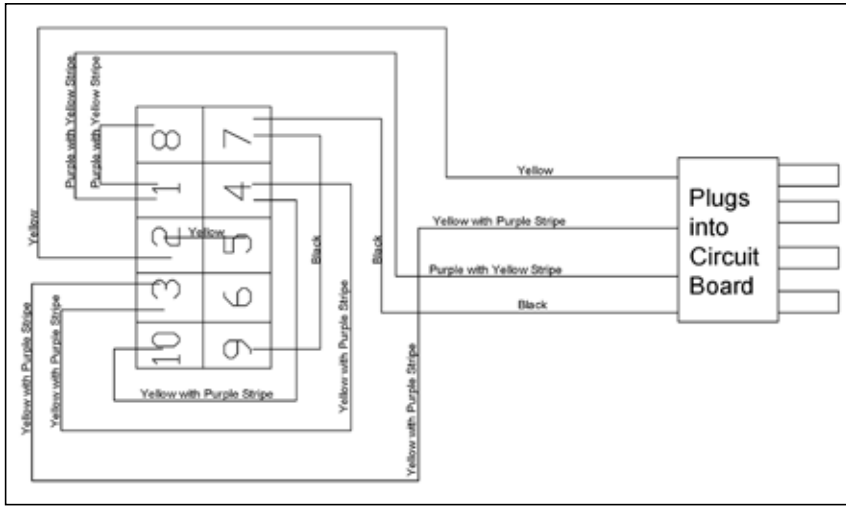 Purple with Yellow Stripe
Purple with Yellow Stripe
8
7
1
4
Yellow
2
Yellow
5
Black
Black
3
6
10
9
Yellow with Purple Stripe
Yellow with Purple Stripe
Yellow with Purple Stripe
Yellow with Purple Stripe
Yellow with Purple Stripe
Yellow
Yellow with Purple Stripe
Purple with Yellow Stripe
Black
Plugs
into
Circuit
Board